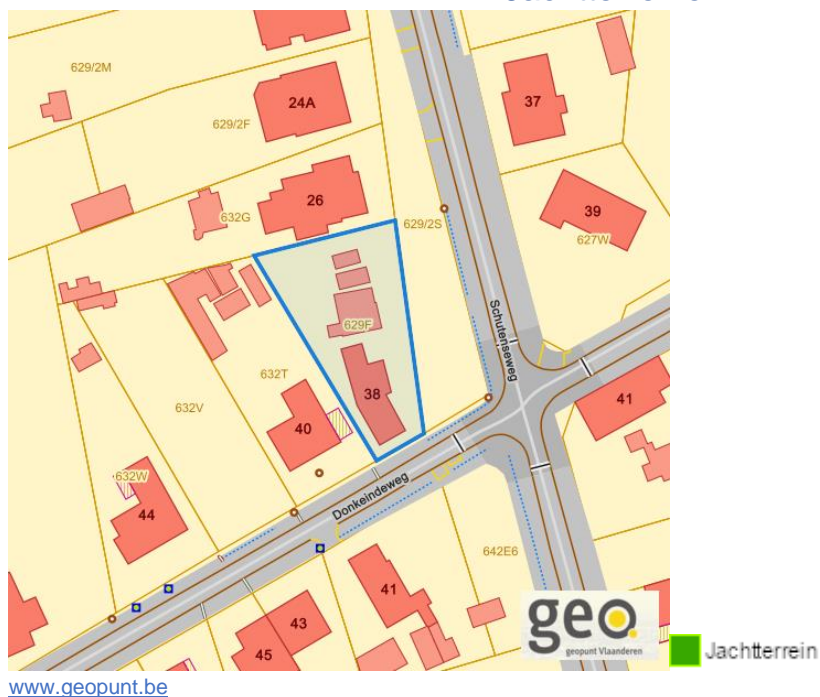 629/2M
24A
37
629/2F
26
39
632G
629/2S
627W
Schutenseweg
629F
632T
38
41
632V
40
632W
Donkeindeweg
44
642E6
41
43
45
geo.
geopunt Vlaanderen
Jachtterrein
www.geopunt.be